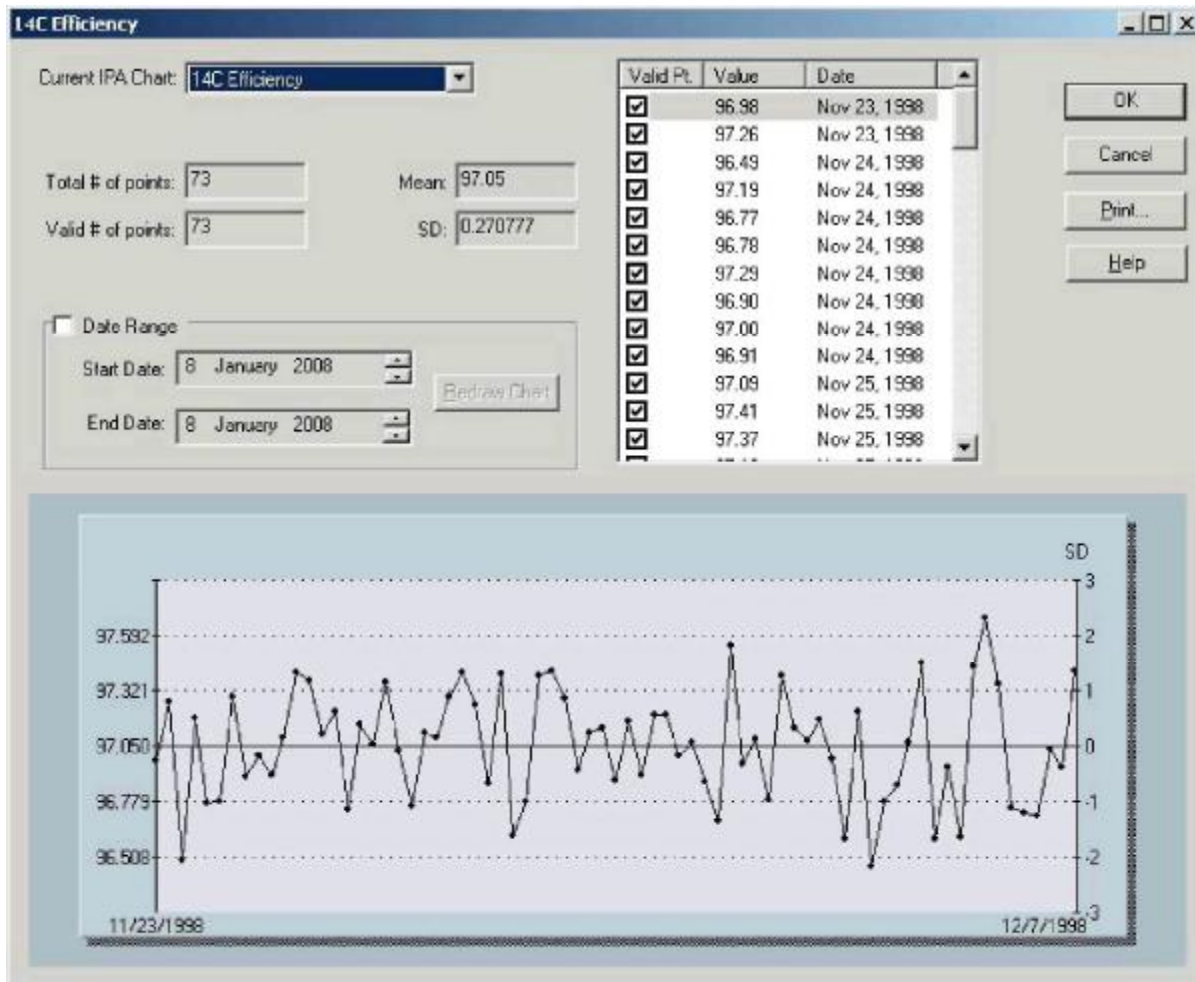 14C Efficiency
Current IPA Chart: 14C Efficiency
Total # of points: 73
Mean: 97.05
Valid # of points: 73
SD: 0.270777
Date Range
Start Date: 8 January 2008
End Date: 8 January 2008
Redraw Chart
Valid Pt. Value Date
96.98 Nov 23, 1998
97.26 Nov 23, 1998
96.49 Nov 24, 1998
97.19 Nov 24, 1998
96.77 Nov 24, 1998
96.78 Nov 24, 1998
97.29 Nov 24, 1998
96.90 Nov 24, 1998
97.00 Nov 24, 1998
96.91 Nov 24, 1998
97.09 Nov 25, 1998
97.41 Nov 25, 1998
97.37 Nov 25, 1998
OK
Cancel
Print...
Help
SD
3
97.592 2
97.321 1
97.050 0
96.779 -1
96.508 -2
-3
11/23/1998 12/7/1998